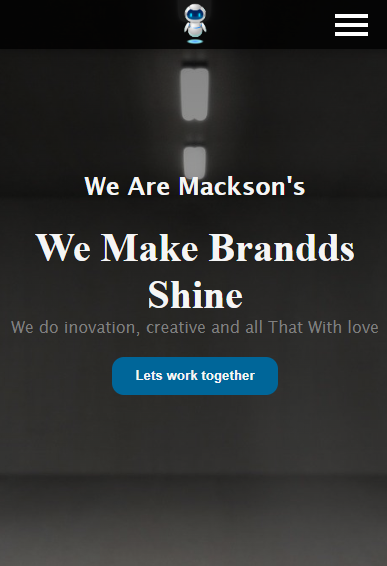 We Are Mackson's
We Make Brandds
Shine
We do inovation, creative and all That With love
Lets work together